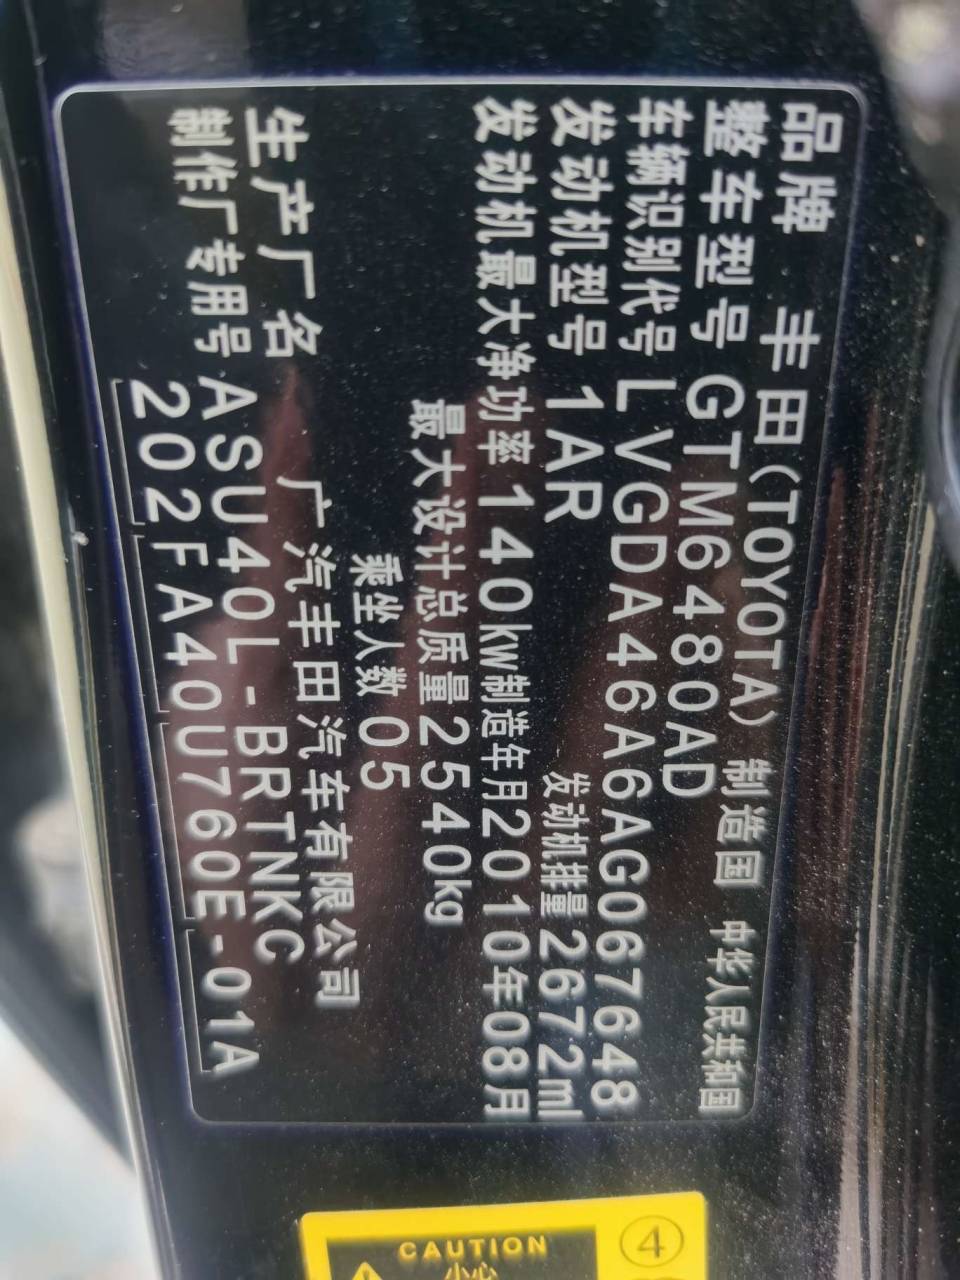 品牌 丰田(TOYOTA) 制造国 中华人民共和国
整车型号 GTM6480AD
车辆识别代号 LVGDA46A6AG067648
发动机型号 1AR 发动机排量 2672ml
发动机最大净功率 140kw 制造年月 2010年08月
最大设计总质量 2540kg
乘坐人数 05
生产厂名 广汽丰田汽车有限公司
制作厂专用号 ASU40L-BRTNKC
202FA40U760E-01A
④
CAUTION
小心